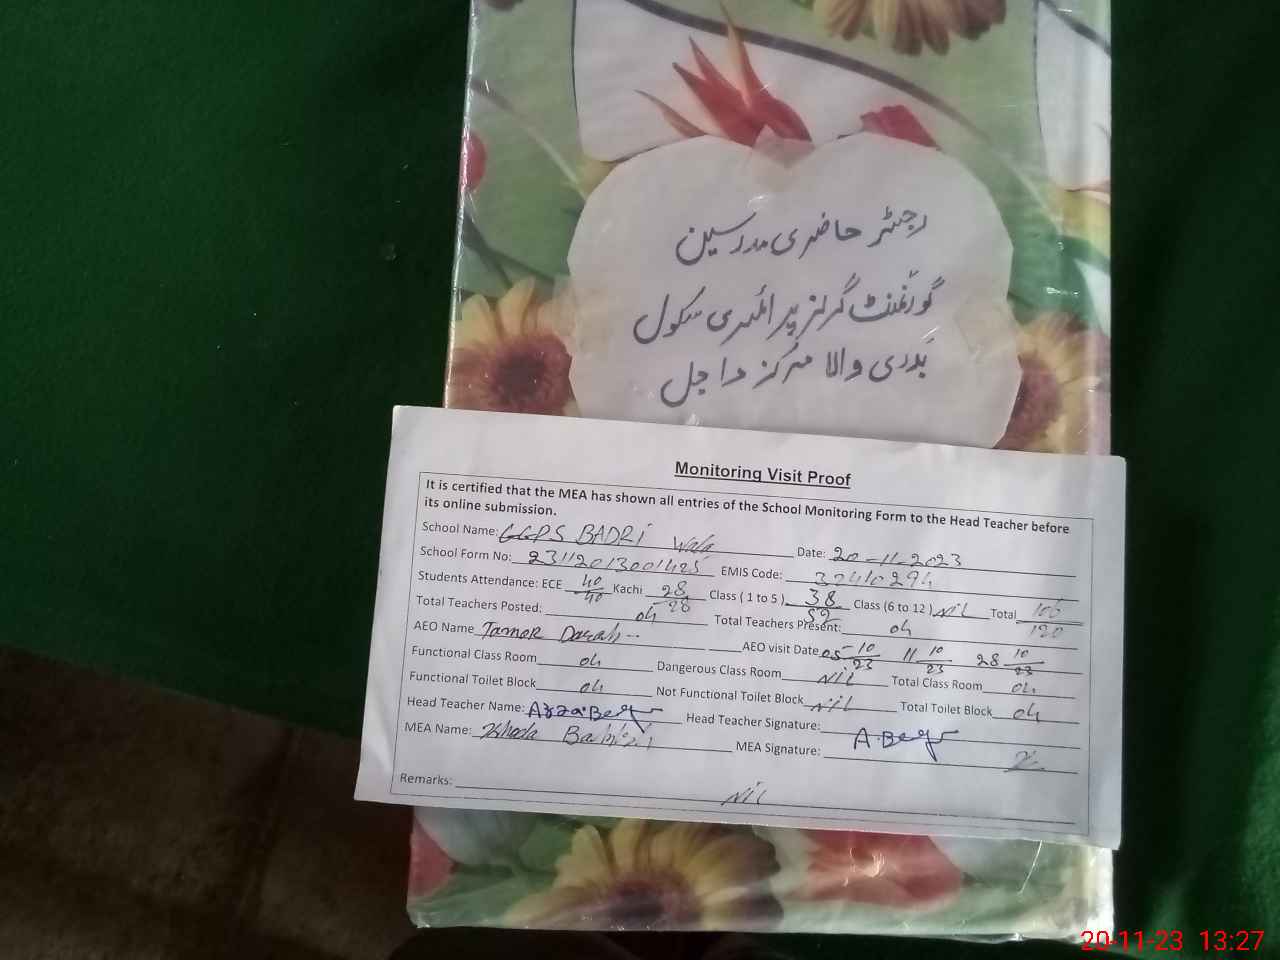 رجسٹر حاضری مدرسین
گورنمنٹ گرلز پرائمری سکول
بدری والا مرکز داجل
Monitoring Visit Proof
It is certified that the MEA has shown all entries of the School Monitoring Form to the Head Teacher before
its online submission.
School Name: GGPS BADRI Wala Date: 20-11-2023
School Form No: 23112013001425 EMIS Code: 32410294
Students Attendance: ECE 40/40 Kachi 28/28 Class ( 1 to 5 ) 38/52 Class (6 to 12 ) Nil Total 106/120
Total Teachers Posted: 04 Total Teachers Present: 04
AEO Name AEO visit Date 05-10/23 11 10/23 28 10/23
Functional Class Room 04 Dangerous Class Room Nil Total Class Room 04
Functional Toilet Block 04 Not Functional Toilet Block Nil Total Toilet Block 04
Head Teacher Name: Head Teacher Signature:
MEA Name: MEA Signature:
Remarks: Nil
20-11-23 13:27